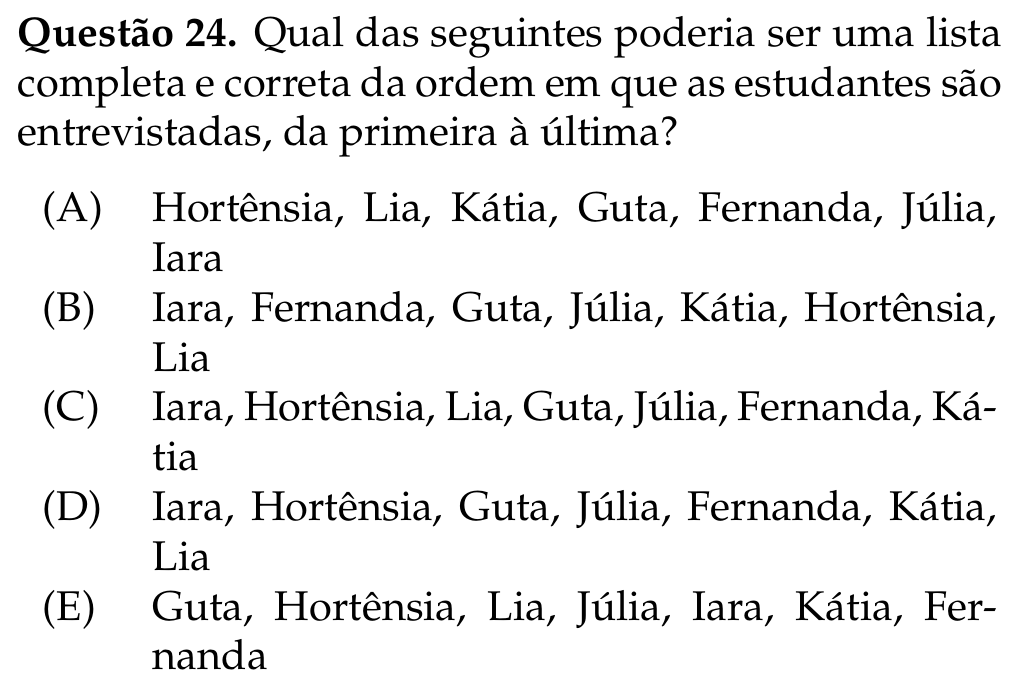 Questão 24. Qual das seguintes poderia ser uma lista
completa e correta da ordem em que as estudantes são
entrevistadas, da primeira à última?
(A) Hortênsia, Lia, Kátia, Guta, Fernanda, Júlia,
Iara
(B) Iara, Fernanda, Guta, Júlia, Kátia, Hortênsia,
Lia
(C) Iara, Hortênsia, Lia, Guta, Júlia, Fernanda, Ká-
tia
(D) Iara, Hortênsia, Guta, Júlia, Fernanda, Kátia,
Lia
(E) Guta, Hortênsia, Lia, Júlia, Iara, Kátia, Fer-
nanda